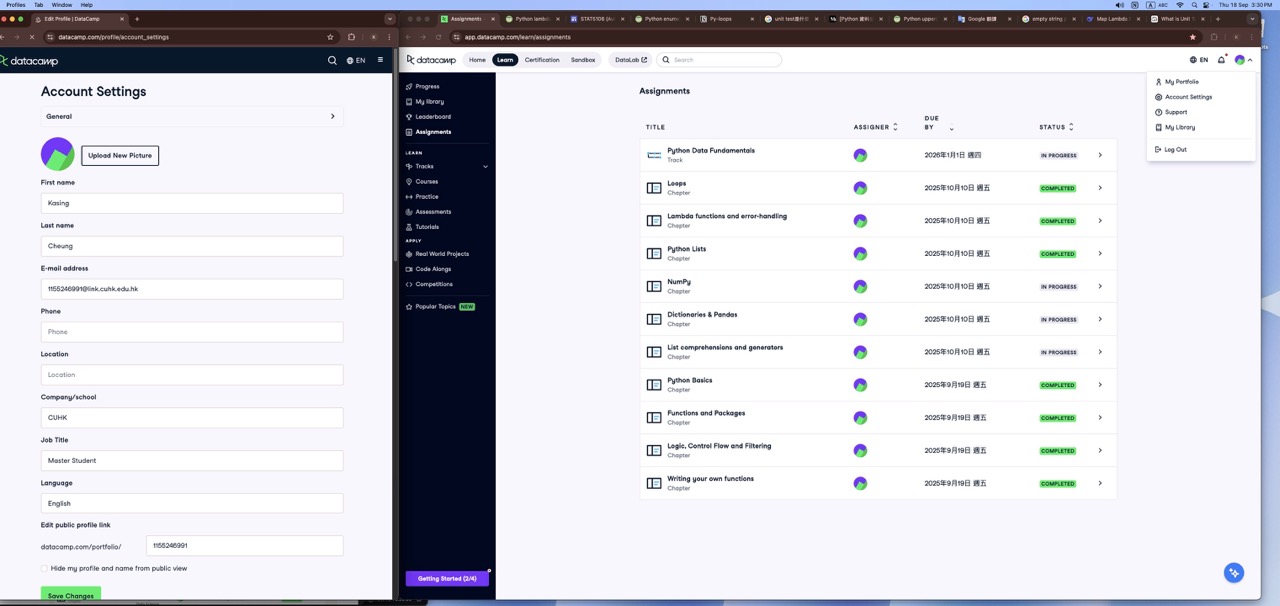 Profiles Tab Window Help
48C Thu 18 Sep 3:30 PM
Edit Profile | DataCamp
datacamp.com/profile/account_settings
datacamp
EN
Account Settings
General
Upload New Picture
First name
Kasing
Last name
Cheung
E-mail address
1155246991@link.cuhk.edu.hk
Phone
Phone
Location
Location
Company/school
CUHK
Job Title
Master Student
Language
English
Edit public profile link
datacamp.com/portfolio/
1155246991
Hide my profile and name from public view
Save Changes
Assignments
Python lamb
STAT5106 (A
Python enum
Py-loops
Python upper
Google 翻譯
empty string
Map Lambda
What is Unit
app.datacamp.com/learn/assignments
datacamp
Home
Learn
Certification
Sandbox
DataLab
Search
EN
Progress
My library
Leaderboard
Assignments
LEARN
Tracks
Courses
Practice
Assessments
Tutorials
APPLY
Real World Projects
Code Alongs
Competitions
Popular Topics NEW
Getting Started (2/4)
My Portfolio
Account Settings
Support
My Library
Log Out
Assignments
TITLE ASSIGNER DUE BY STATUS
Python Data Fundamentals
Track
2026年1月1日 週四 IN PROGRESS
Loops
Chapter
2025年10月10日 週五 COMPLETED
Lambda functions and error-handling
Chapter
2025年10月10日 週五 COMPLETED
Python Lists
Chapter
2025年10月10日 週五 COMPLETED
NumPy
Chapter
2025年10月10日 週五 IN PROGRESS
Dictionaries & Pandas
Chapter
2025年10月10日 週五 IN PROGRESS
List comprehensions and generators
Chapter
2025年10月10日 週五 IN PROGRESS
Python Basics
Chapter
2025年9月19日 週五 COMPLETED
Functions and Packages
Chapter
2025年9月19日 週五 COMPLETED
Logic, Control Flow and Filtering
Chapter
2025年9月19日 週五 COMPLETED
Writing your own functions
Chapter
2025年9月19日 週五 COMPLETED